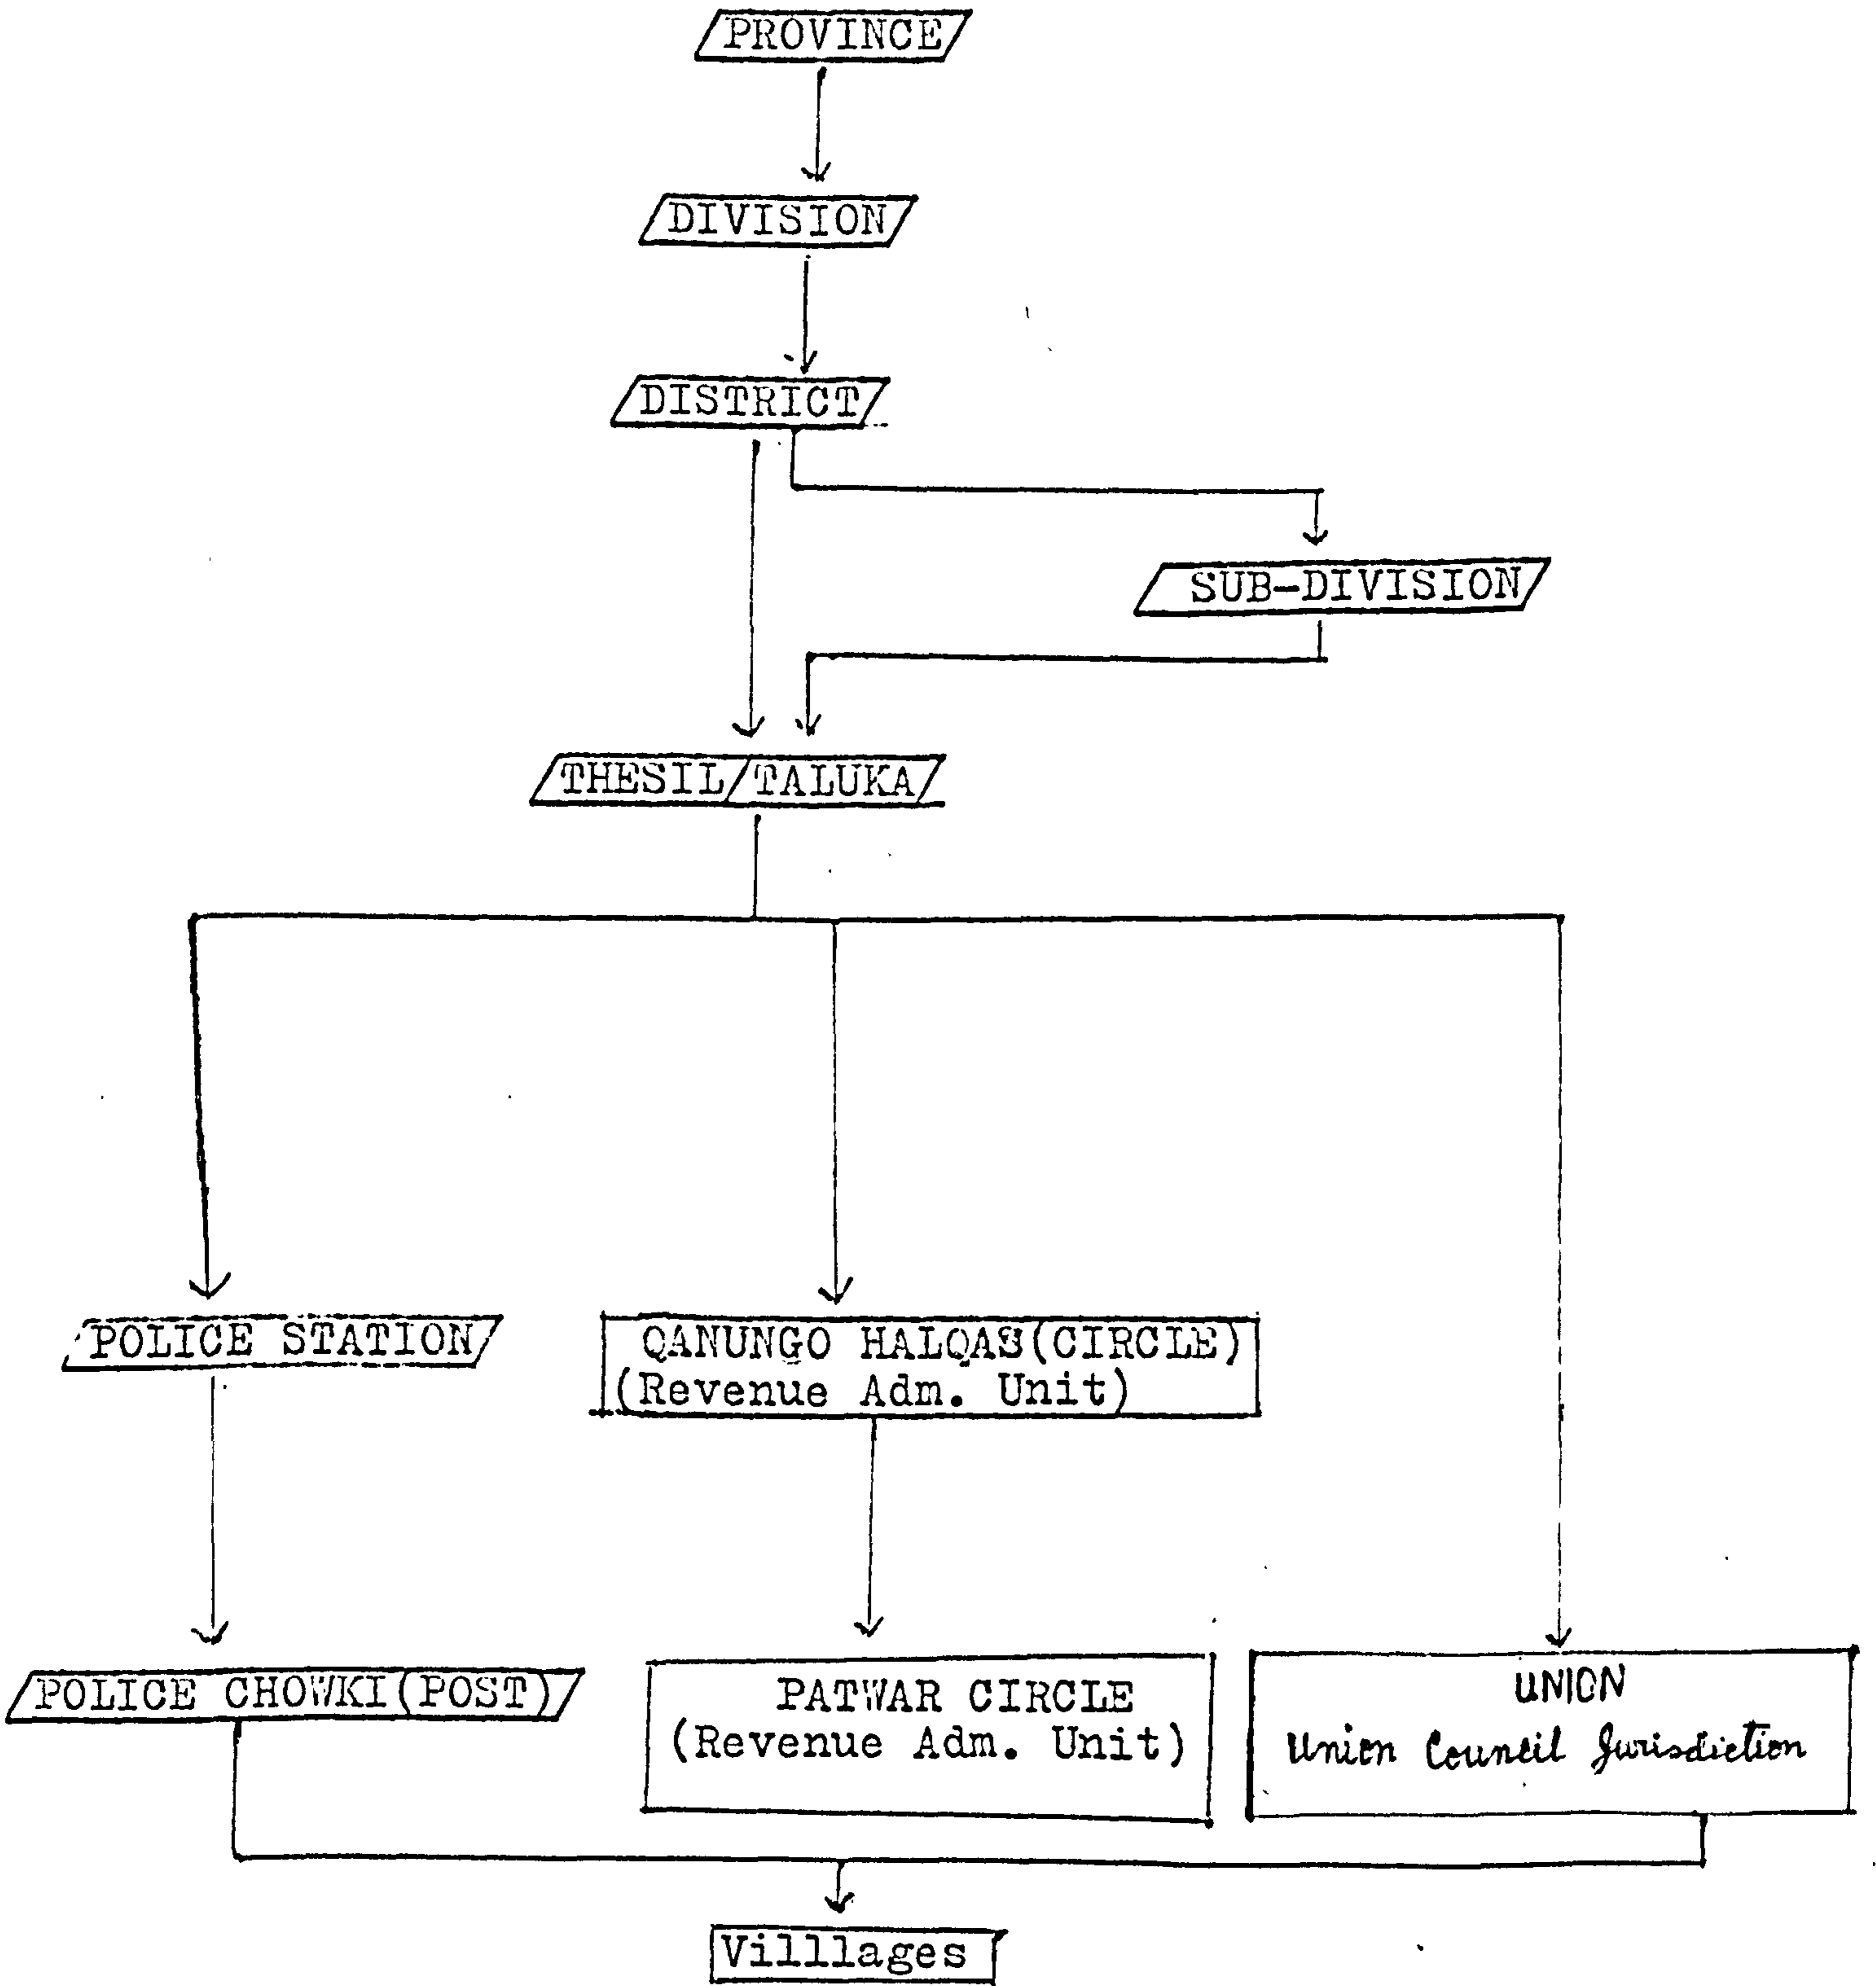 PROVINCE
DIVISION
DISTRICT
SUB-DIVISION
THESIL/TALUKA
POLICE STATION
QANUNGO HALQAS(CIRCLE)
(Revenue Adm. Unit)
POLICE CHOWKI(POST)
PATWAR CIRCLE
(Revenue Adm. Unit)
UNION
Union Council Jurisdiction
Villlages